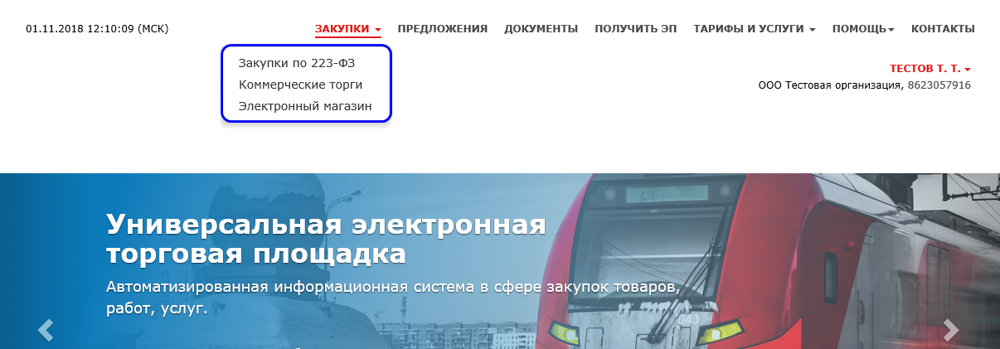 01.11.2018 12:10:09 (МСК) ЗАКУПКИ ПРЕДЛОЖЕНИЯ ДОКУМЕНТЫ ПОЛУЧИТЬ ЭП ТАРИФЫ И УСЛУГИ ПОМОЩЬ КОНТАКТЫ
Закупки по 223-ФЗ
Коммерческие торги
Электронный магазин
ТЕСТОВ Т. Т.
ООО Тестовая организация, 8623057916
Универсальная электронная
торговая площадка
Автоматизированная информационная система в сфере закупок товаров,
работ, услуг.
043